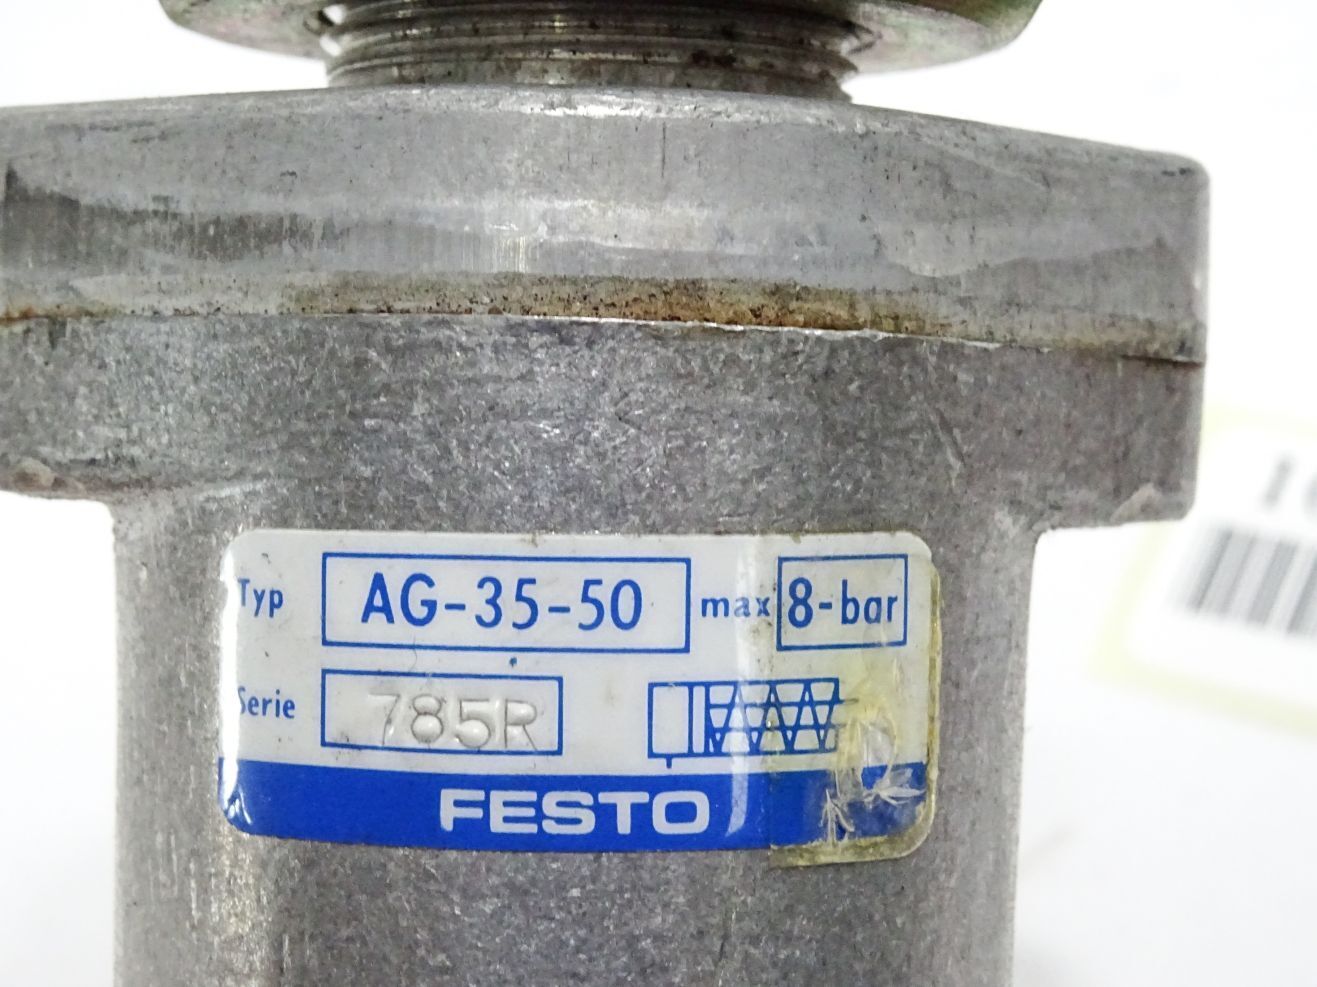 Typ AG-35-50 max 8-bar
Serie 785R
FESTO